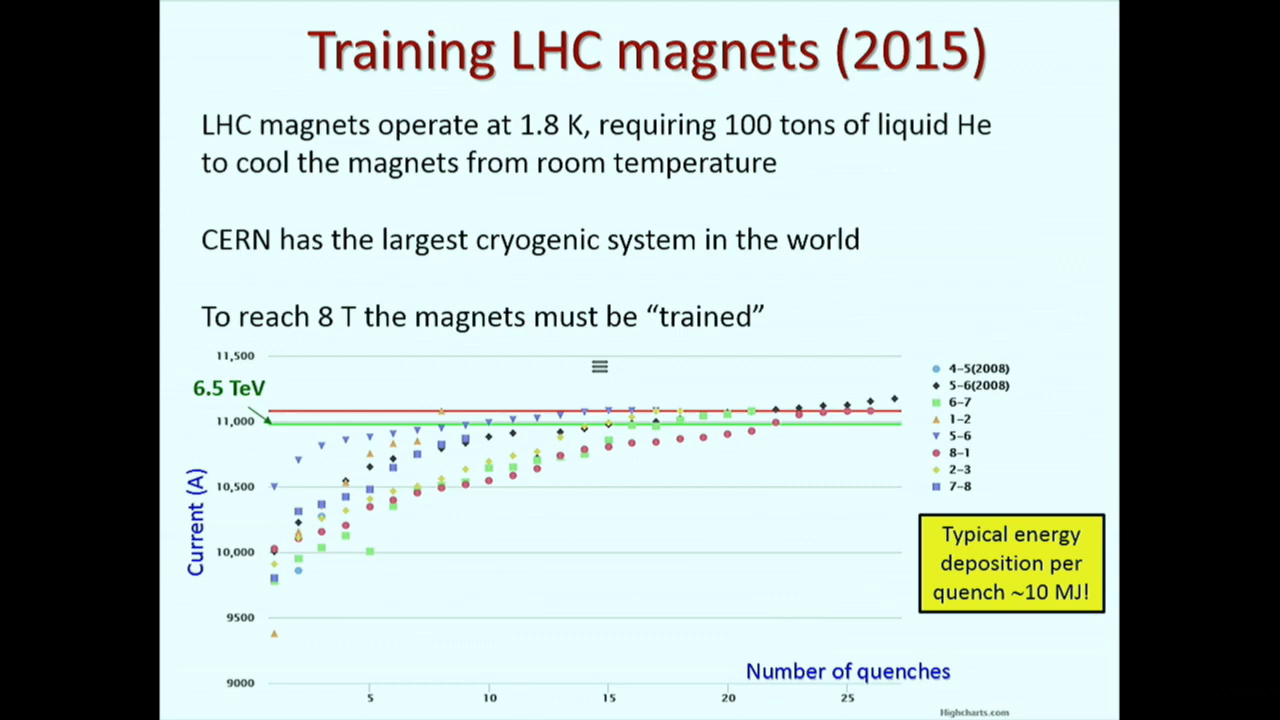 Training LHC magnets (2015)
LHC magnets operate at 1.8 K, requiring 100 tons of liquid He
to cool the magnets from room temperature
CERN has the largest cryogenic system in the world
To reach 8 T the magnets must be “trained”
6.5 TeV
Current (A)
11,500
11,000
10,500
10,000
9500
9000
5
10
15
20
25
Number of quenches
4-5(2008)
5-6(2008)
6-7
1-2
5-6
8-1
2-3
7-8
Typical energy
deposition per
quench ~10 MJ!
Highcharts.com